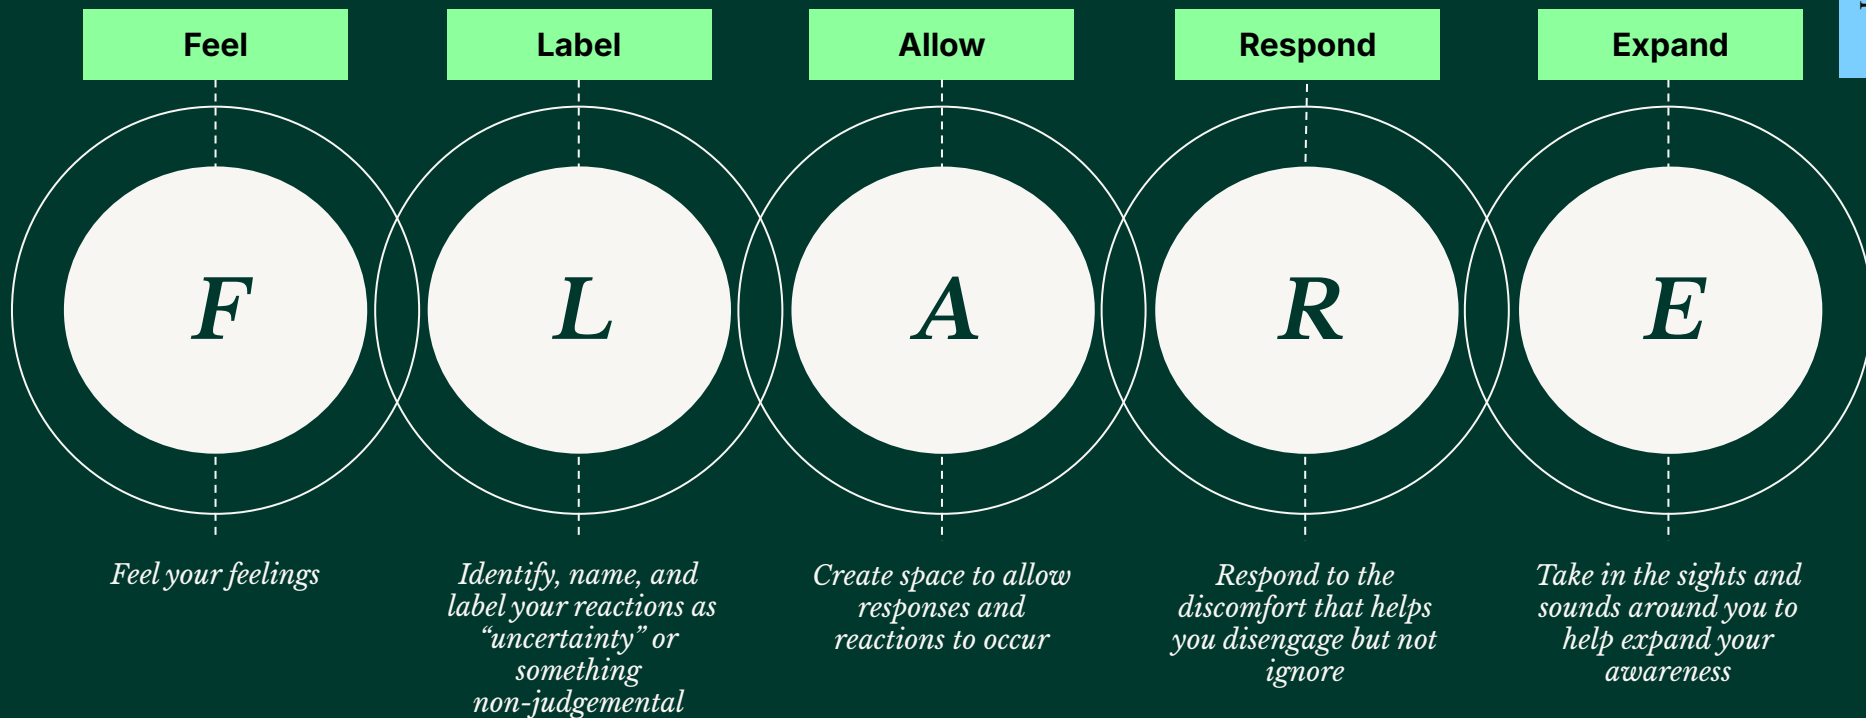 Feel
Label
Allow
Respond
Expand
F
L
A
R
E
Feel your feelings
Identify, name, and
label your reactions as
“uncertainty” or
something
non-judgemental
Create space to allow
responses and
reactions to occur
Respond to the
discomfort that helps
you disengage but not
ignore
Take in the sights and
sounds around you to
help expand your
awareness